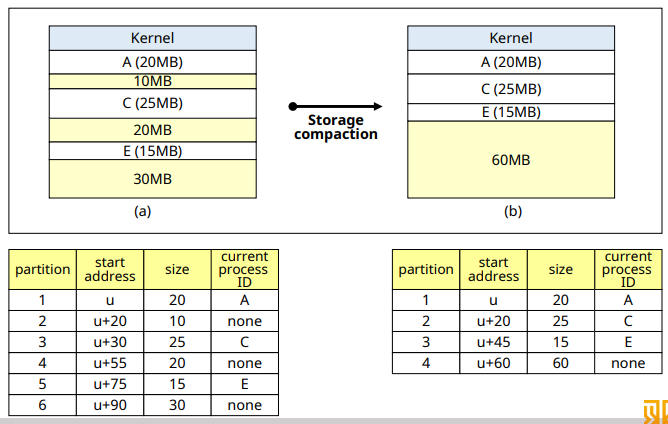 Kernel
A (20MB)
10MB
C (25MB)
20MB
E (15MB)
30MB
(a)
Storage
compaction
Kernel
A (20MB)
C (25MB)
E (15MB)
60MB
(b)
partition start address size current process ID
1 u 20 A
2 u+20 10 none
3 u+30 25 C
4 u+55 20 none
5 u+75 15 E
6 u+90 30 none
partition start address size current process ID
1 u 20 A
2 u+20 25 C
3 u+45 15 E
4 u+60 60 none